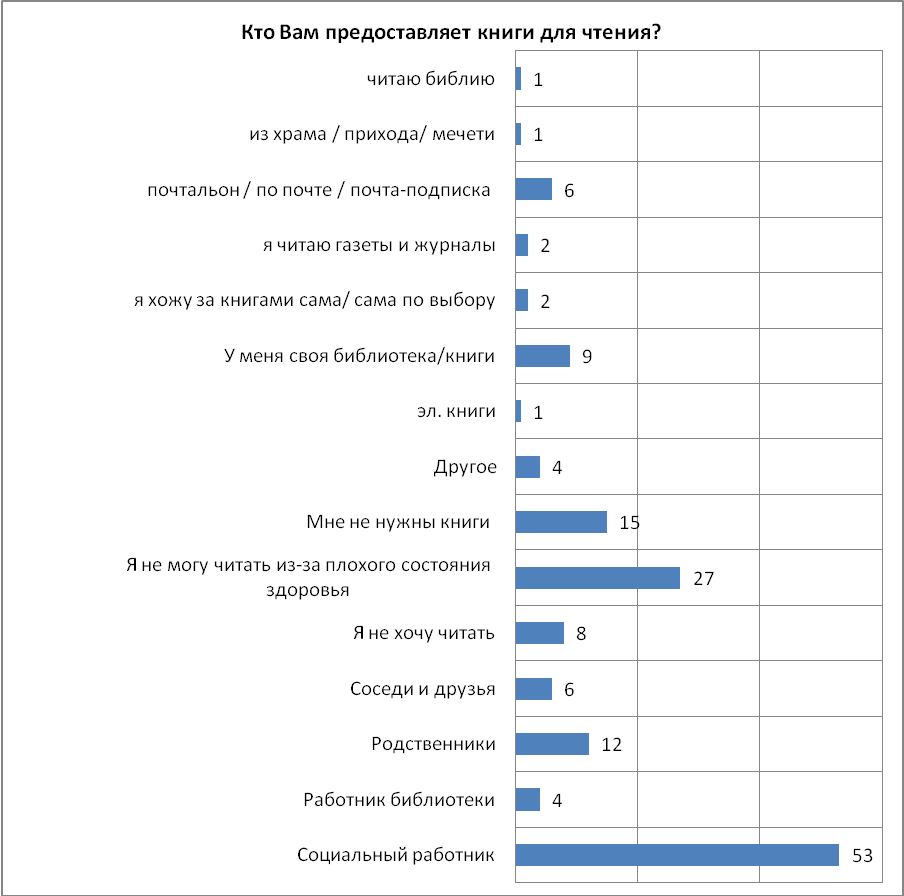 Кто Вам предоставляет книги для чтения?
читаю библию 1
из храма / прихода/ мечети 1
почтальон / по почте / почта-подписка 6
я читаю газеты и журналы 2
я хожу за книгами сама/ сама по выбору 2
У меня своя библиотека/книги 9
эл. книги 1
Другое 4
Мне не нужны книги 15
Я не могу читать из-за плохого состояния
здоровья 27
Я не хочу читать 8
Соседи и друзья 6
Родственники 12
Работник библиотеки 4
Социальный работник 53